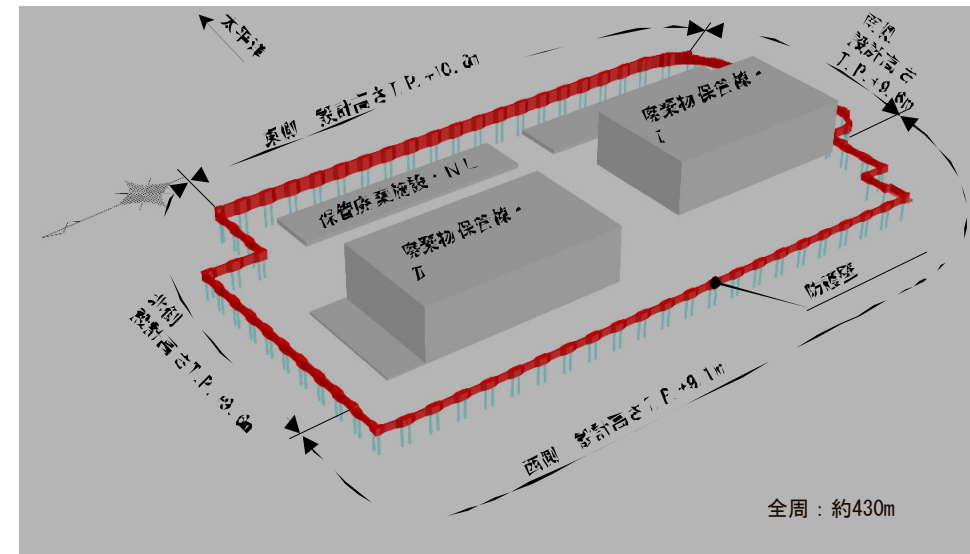 太平洋
東側 設計高さT.P.+10.
南側
設計高さ
T.P.+9.6m
廃棄物保管棟・
I
保管廃棄施設・NL
廃棄物保管棟・
II
防護壁
北側
設計高さT.P.
西側 設計高さT.P.+9.1m
全周：約430m